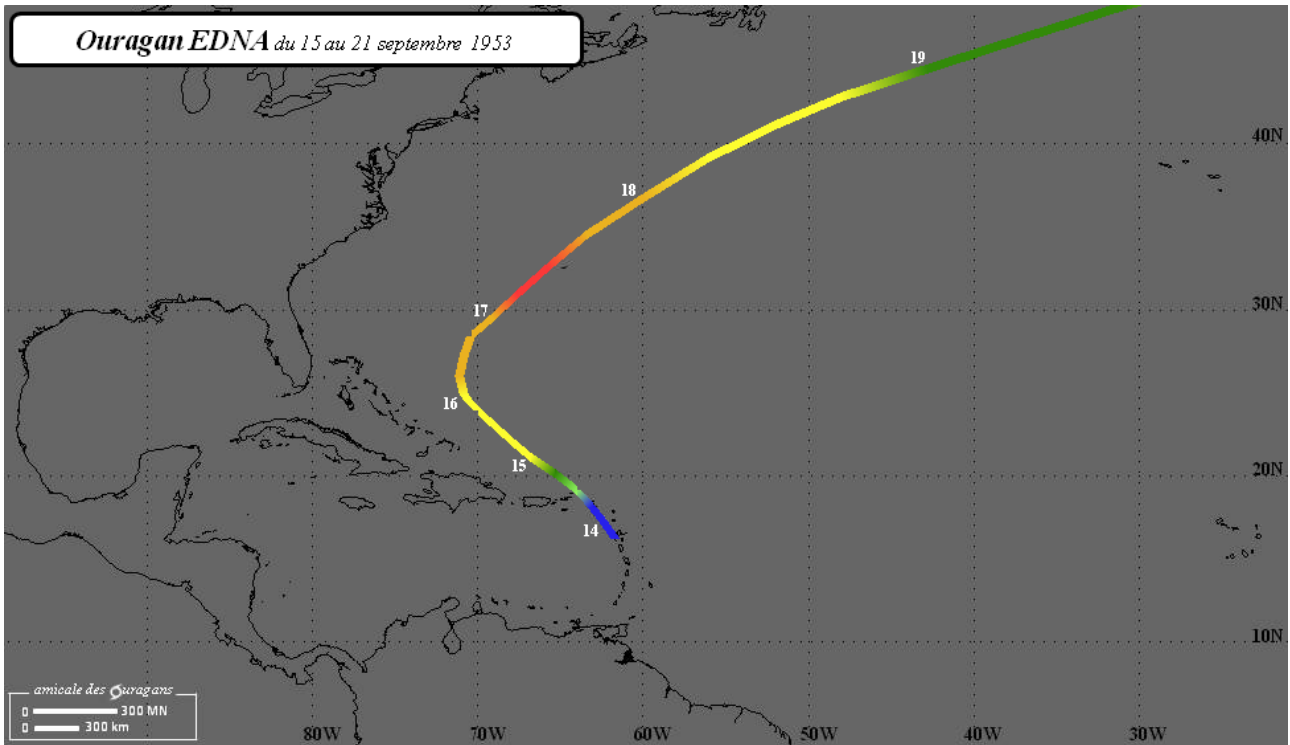 Ouragan EDNA du 15 au 21 septembre 1953
19
40N
18
17
30N
16
15
20N
14
10N
amicale des Ouragans
0 300 MN
0 300 km
80W 70W 60W 50W 40W 30W